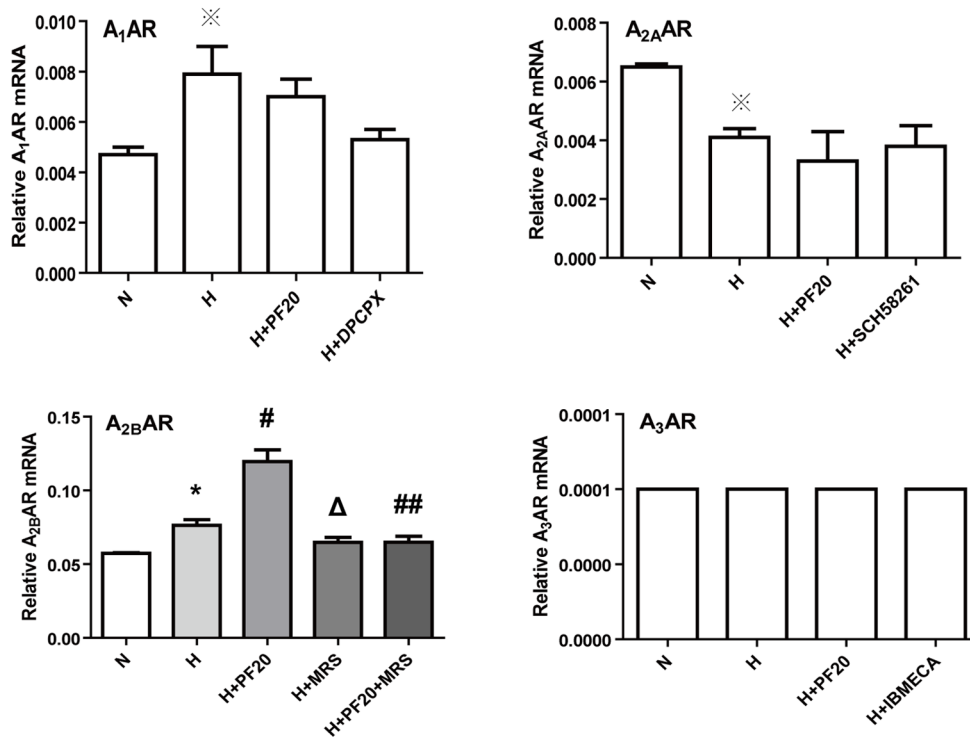 A₁AR
Relative A₁AR mRNA
0.010
0.008
0.006
0.004
0.002
0.000
※
N
H
H+PF20
H+DPCPX
A₂ₐAR
Relative A₂ₐAR mRNA
0.008
0.006
0.004
0.002
0.000
※
N
H
H+PF20
H+SCH58261
A₂BAR
Relative A₂BAR mRNA
0.15
0.10
0.05
0.00
*
#
Δ
##
N
H
H+PF20
H+MRS
H+PF20+MRS
A₃AR
Relative A₃AR mRNA
0.0001
0.0001
0.0000
0.0000
N
H
H+PF20
H+IBMECA